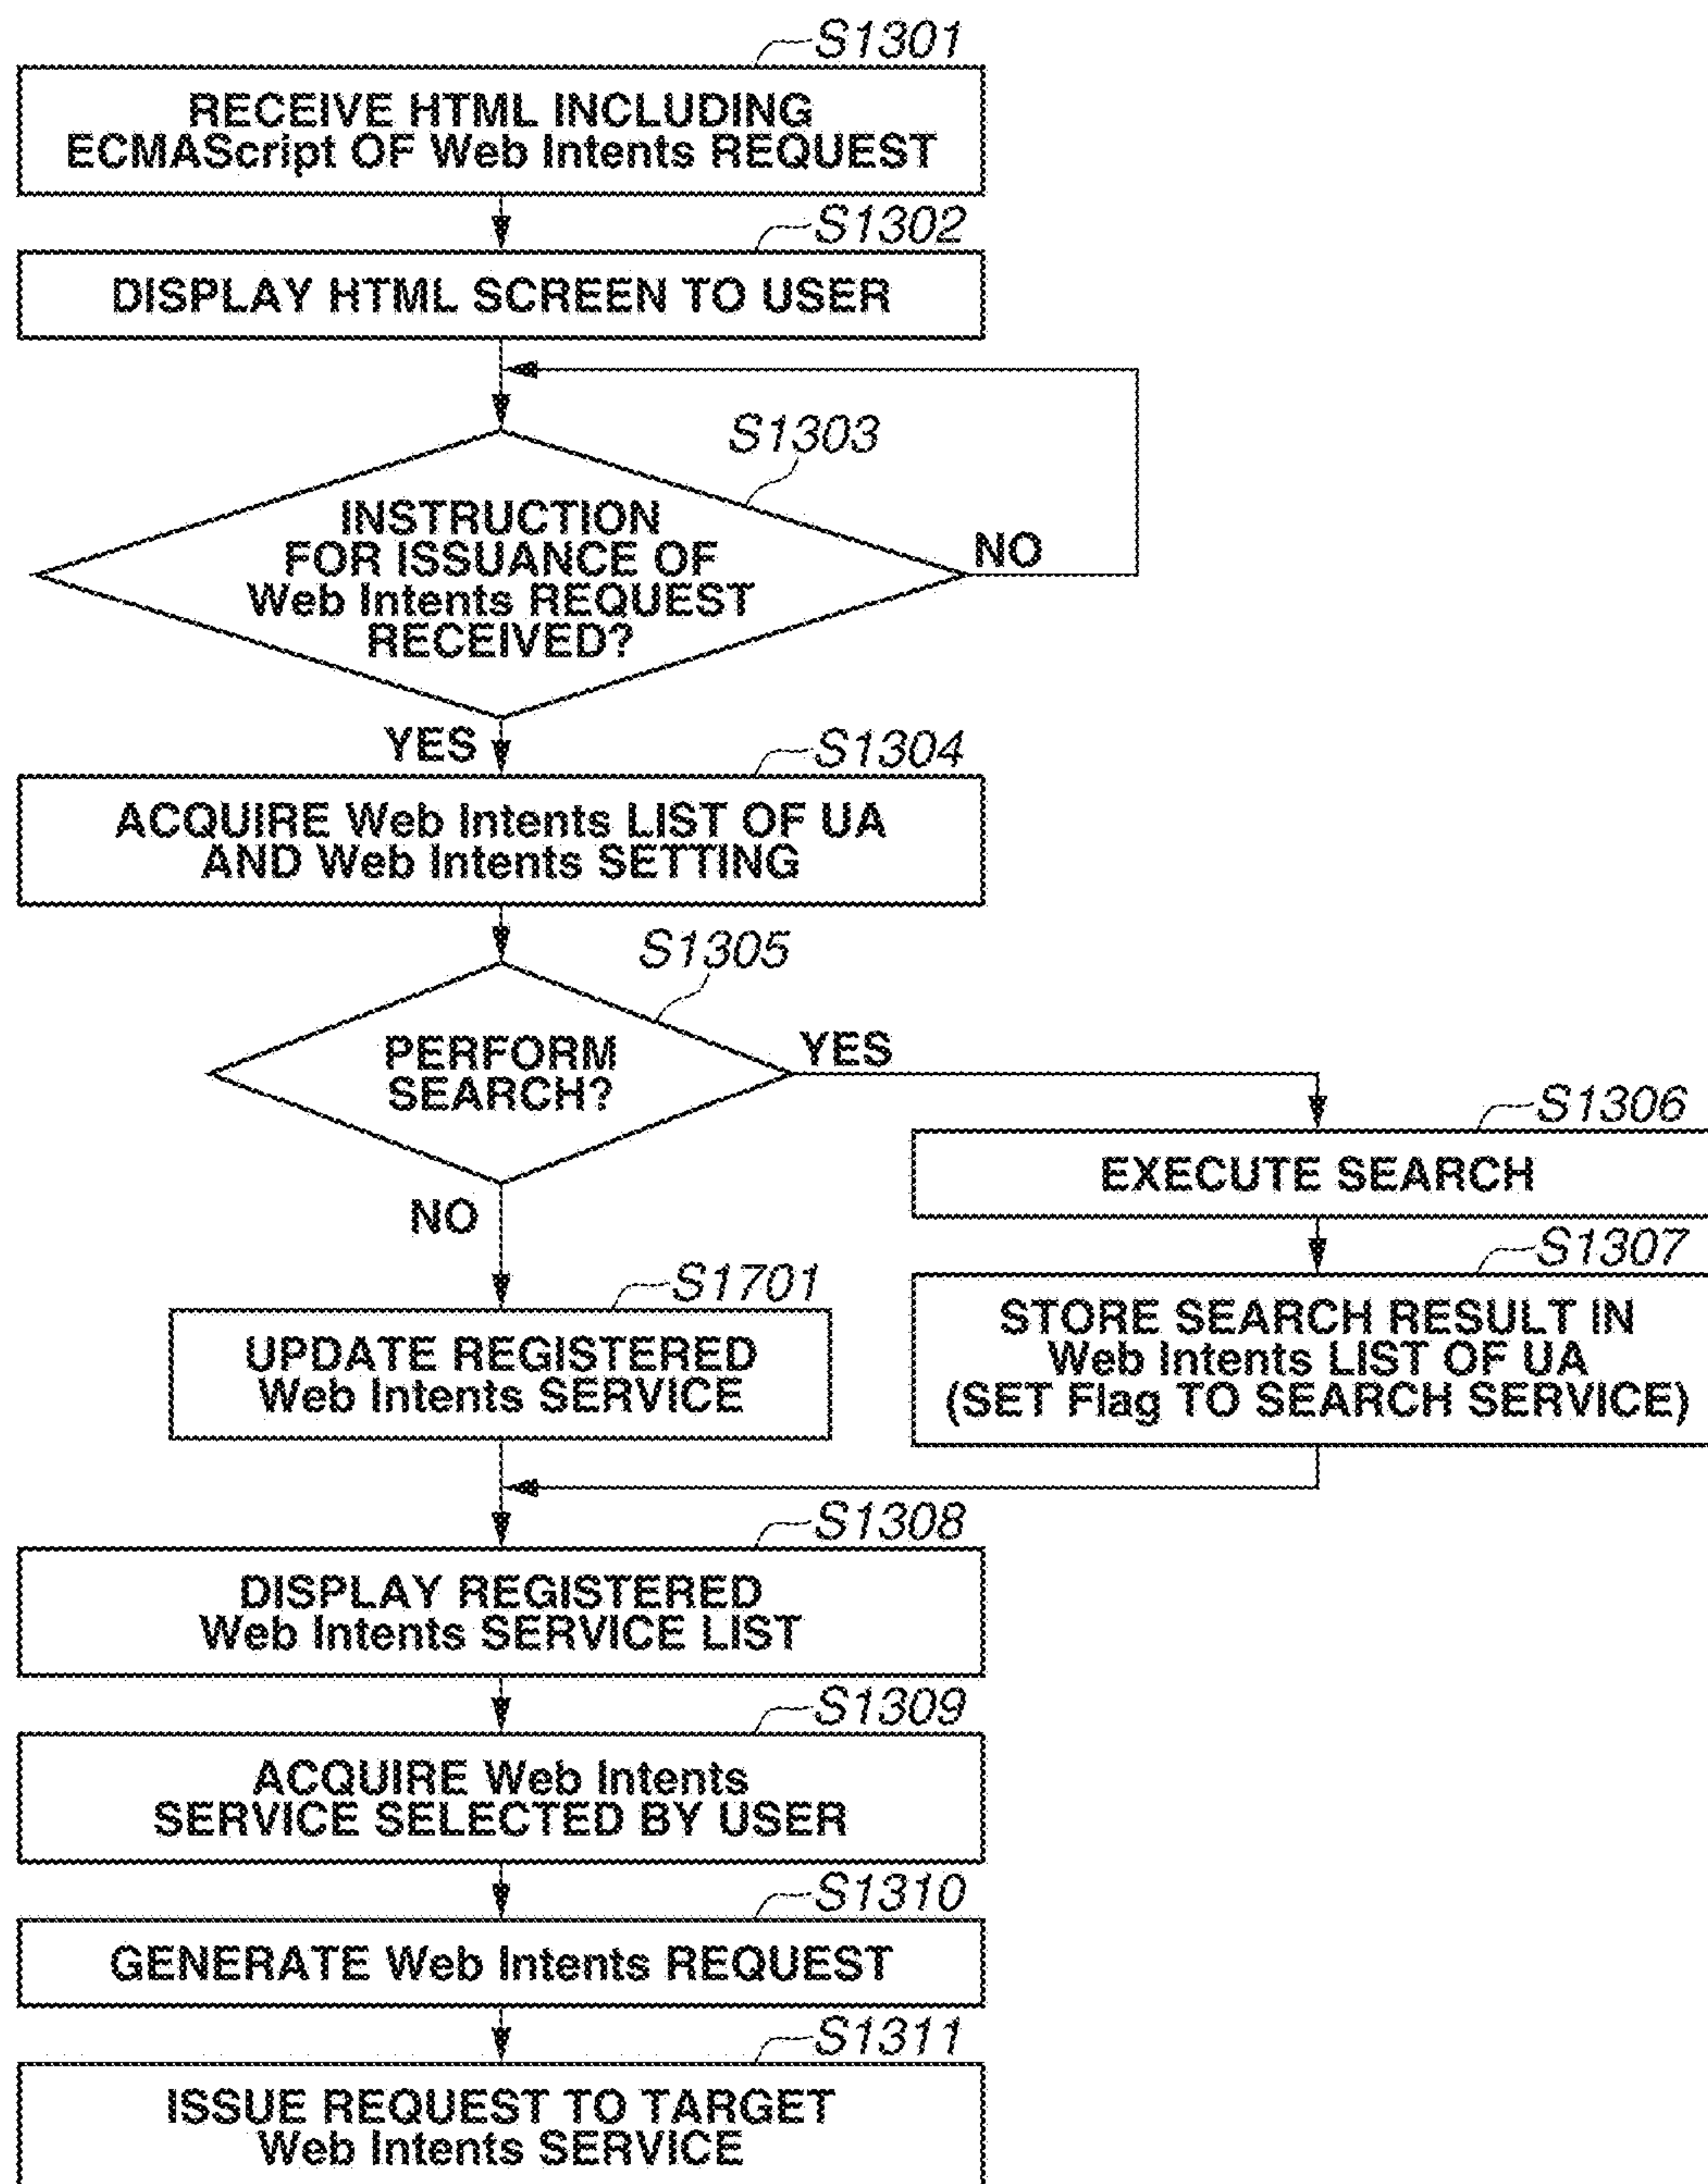 S1301
RECEIVE HTML INCLUDING
ECMAScript OF Web Intents REQUEST
S1302
DISPLAY HTML SCREEN TO USER
S1303
INSTRUCTION
FOR ISSUANCE OF
Web Intents REQUEST
RECEIVED?
NO
YES
S1304
ACQUIRE Web Intents LIST OF UA
AND Web Intents SETTING
S1305
PERFORM
SEARCH?
YES
NO
S1306
EXECUTE SEARCH
S1307
STORE SEARCH RESULT IN
Web Intents LIST OF UA
(SET Flag TO SEARCH SERVICE)
S1701
UPDATE REGISTERED
Web Intents SERVICE
S1308
DISPLAY REGISTERED
Web Intents SERVICE LIST
S1309
ACQUIRE Web Intents
SERVICE SELECTED BY USER
S1310
GENERATE Web Intents REQUEST
S1311
ISSUE REQUEST TO TARGET
Web Intents SERVICE